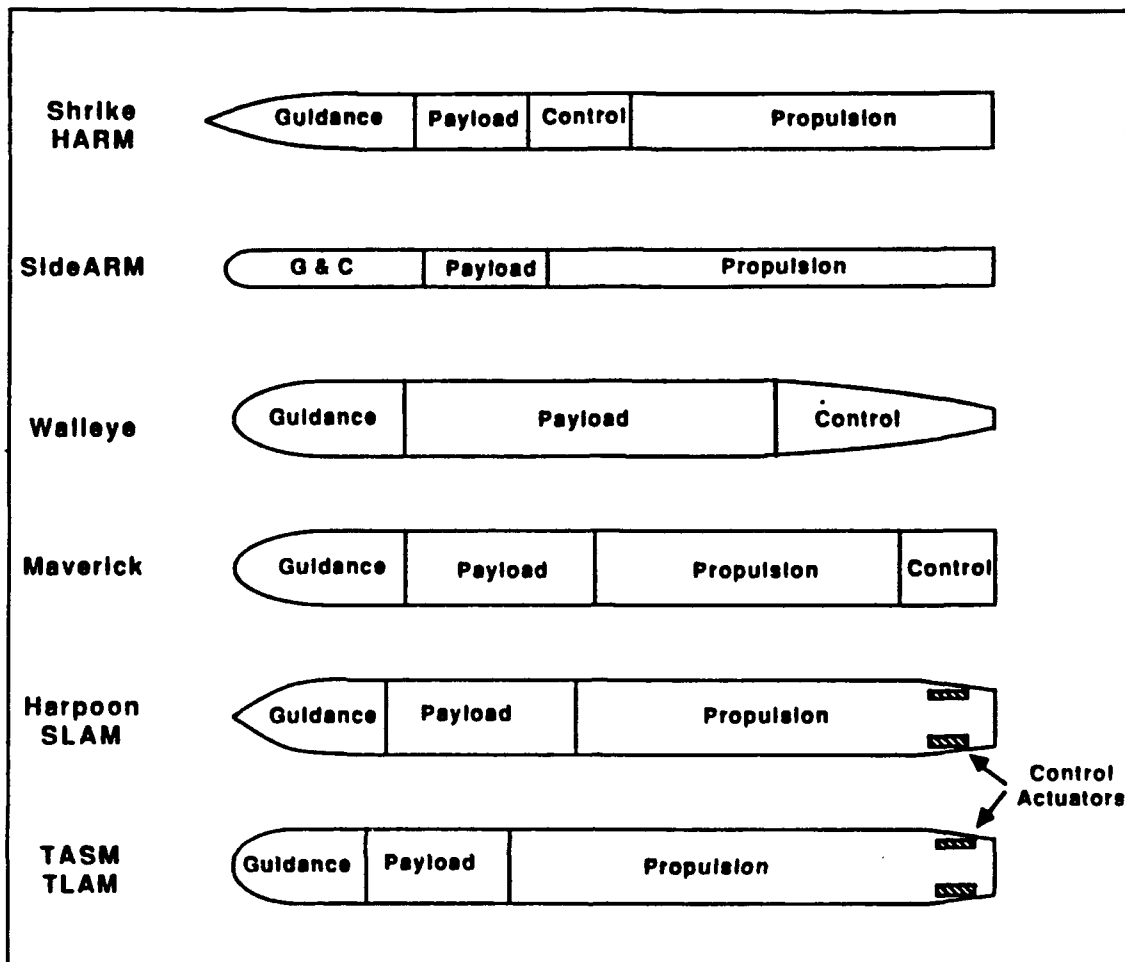 Shrike
HARM
Guidance Payload Control Propulsion
SideARM
G & C Payload Propulsion
Walleye
Guidance Payload Control
Maverick
Guidance Payload Propulsion Control
Harpoon
SLAM
Guidance Payload Propulsion
Control
Actuators
TASM
TLAM
Guidance Payload Propulsion